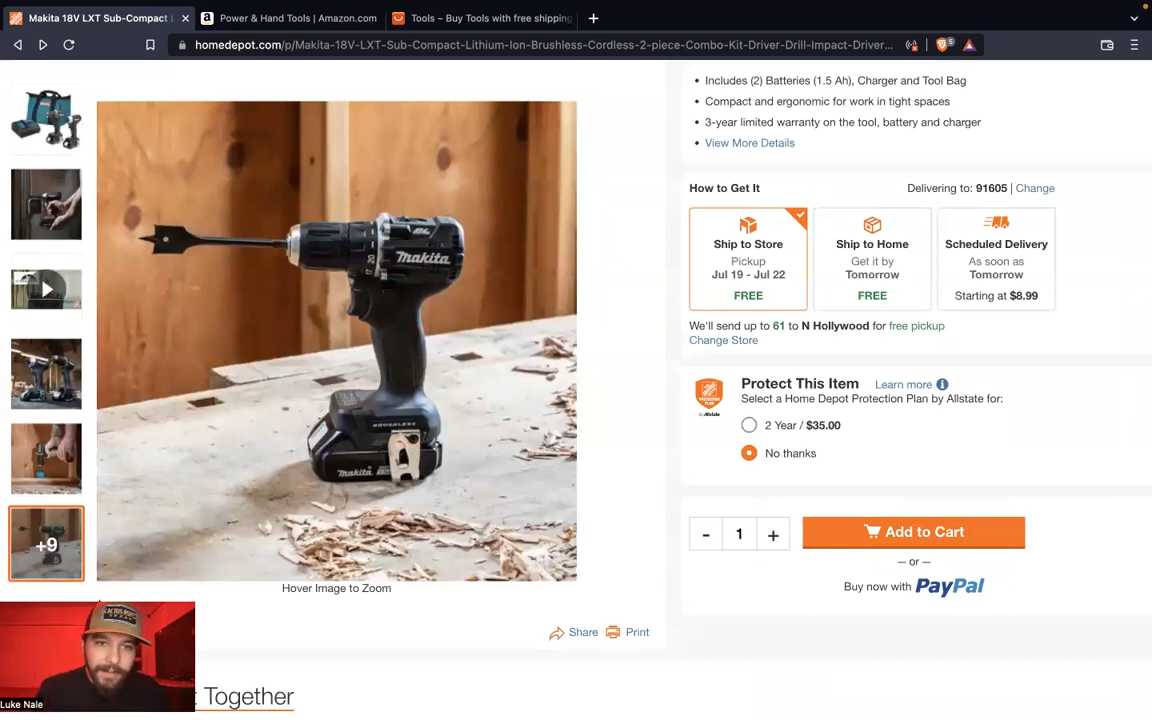 Makita 18V LXT Sub-Compact
Power & Hand Tools | Amazon.com
Tools – Buy Tools with free shipping
homedepot.com/p/Makita-18V-LXT-Sub-Compact-Lithium-Ion-Brushless-Cordless-2-piece-Combo-Kit-Driver-Drill-Impact-Driver...
5
Includes (2) Batteries (1.5 Ah), Charger and Tool Bag
Compact and ergonomic for work in tight spaces
3-year limited warranty on the tool, battery and charger
View More Details
How to Get It
Delivering to: 91605 | Change
Ship to Store
Pickup
Jul 19 - Jul 22
FREE
Ship to Home
Get it by
Tomorrow
FREE
Scheduled Delivery
As soon as
Tomorrow
Starting at $8.99
We'll send up to 61 to N Hollywood for free pickup
Change Store
Protect This Item
Learn more
Select a Home Depot Protection Plan by Allstate for:
2 Year / $35.00
No thanks
- 1 +
Add to Cart
— or —
Buy now with PayPal
makita
20
17
BRUSHLESS
makita
+9
Hover Image to Zoom
Share
Print
Luke Nale
Together